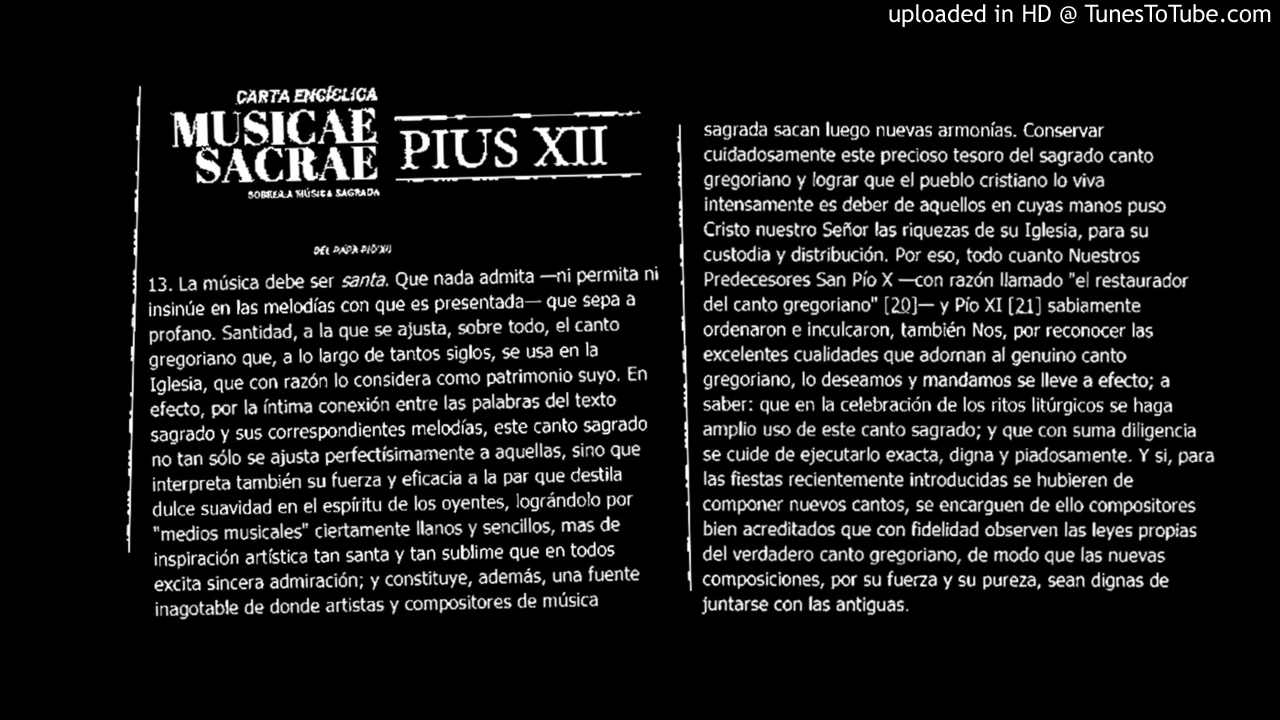 uploaded in HD @ TunesToTube.com
CARTA ENCÍCLICA
MUSICAE
SACRAE
PIUS XII
SOBRE LA MÚSICA SAGRADA
DEL PAPA PIO XII
13. La música debe ser santa. Que nada admita —ni permita ni
insinúe en las melodías con que es presentada— que sepa a
profano. Santidad, a la que se ajusta, sobre todo, el canto
gregoriano que, a lo largo de tantos siglos, se usa en la
Iglesia, que con razón lo considera como patrimonio suyo. En
efecto, por la íntima conexión entre las palabras del texto
sagrado y sus correspondientes melodías, este canto sagrado
no tan sólo se ajusta perfectísimamente a aquellas, sino que
interpreta también su fuerza y eficacia a la par que destila
dulce suavidad en el espíritu de los oyentes, lográndolo por
"medios musicales" ciertamente llanos y sencillos, mas de
inspiración artística tan santa y tan sublime que en todos
excita sincera admiración; y constituye, además, una fuente
inagotable de donde artistas y compositores de música
sagrada sacan luego nuevas armonías. Conservar
cuidadosamente este precioso tesoro del sagrado canto
gregoriano y lograr que el pueblo cristiano lo viva
intensamente es deber de aquellos en cuyas manos puso
Cristo nuestro Señor las riquezas de su Iglesia, para su
custodia y distribución. Por eso, todo cuanto Nuestros
Predecesores San Pío X —con razón llamado "el restaurador
del canto gregoriano" [20]— y Pío XI [21] sabiamente
ordenaron e inculcaron, también Nos, por reconocer las
excelentes cualidades que adornan al genuino canto
gregoriano, lo deseamos y mandamos se lleve a efecto; a
saber: que en la celebración de los ritos litúrgicos se haga
amplio uso de este canto sagrado; y que con suma diligencia
se cuide de ejecutarlo exacta, digna y piadosamente. Y si, para
las fiestas recientemente introducidas se hubieren de
componer nuevos cantos, se encarguen de ello compositores
bien acreditados que con fidelidad observen las leyes propias
del verdadero canto gregoriano, de modo que las nuevas
composiciones, por su fuerza y su pureza, sean dignas de
juntarse con las antiguas.